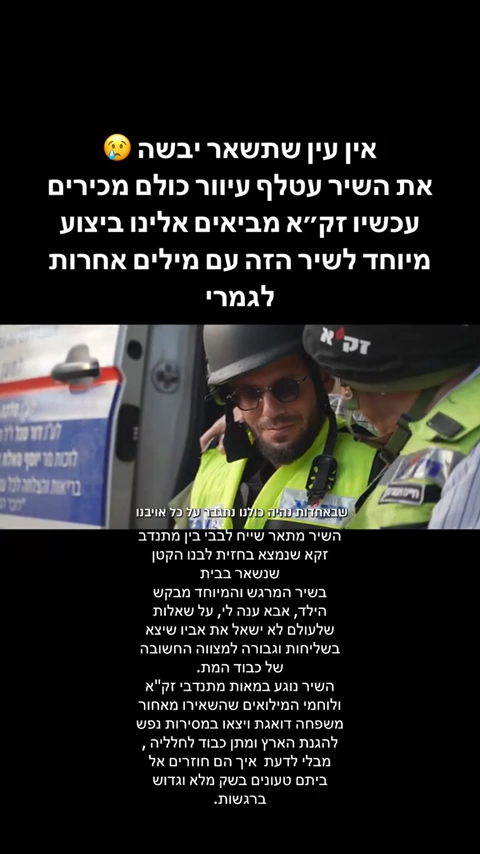 אין עין שתשאר יבשה 😢
את השיר עטלף עיוור כולם מכירים
עכשיו זק״א מביאים אלינו ביצוע
מיוחד לשיר הזה עם מילים אחרות
לגמרי
זק"א
שבאחדות נהיה כולנו נתגבר על כל אויבנו
השיר מתאר שייח לבבי בין מתנדב
זקא שנמצא בחזית לבנו הקטן
שנשאר בבית
בשיר המרגש והמיוחד מבקש
הילד, אבא ענה לי, על שאלות
שלעולם לא ישאל את אביו שיצא
בשליחות וגבורה למצווה החשובה
של כבוד המת.
השיר נוגע במאות מתנדבי זק"א
ולוחמי המילואים שהשאירו מאחור
משפחה דואגת ויצאו במסירות נפש
להגנת הארץ ומתן כבוד לחלליה ,
מבלי לדעת איך הם חוזרים אל
ביתם טעונים בשק מלא וגדוש
ברגשות.